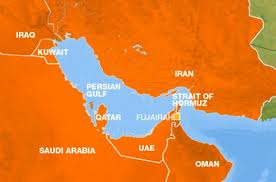 IRAQ
KUWAIT
IRAN
PERSIAN
GULF
STRAIT OF
HORMUZ
QATAR
FUJAIRAH
SAUDI ARABIA
UAE
OMAN